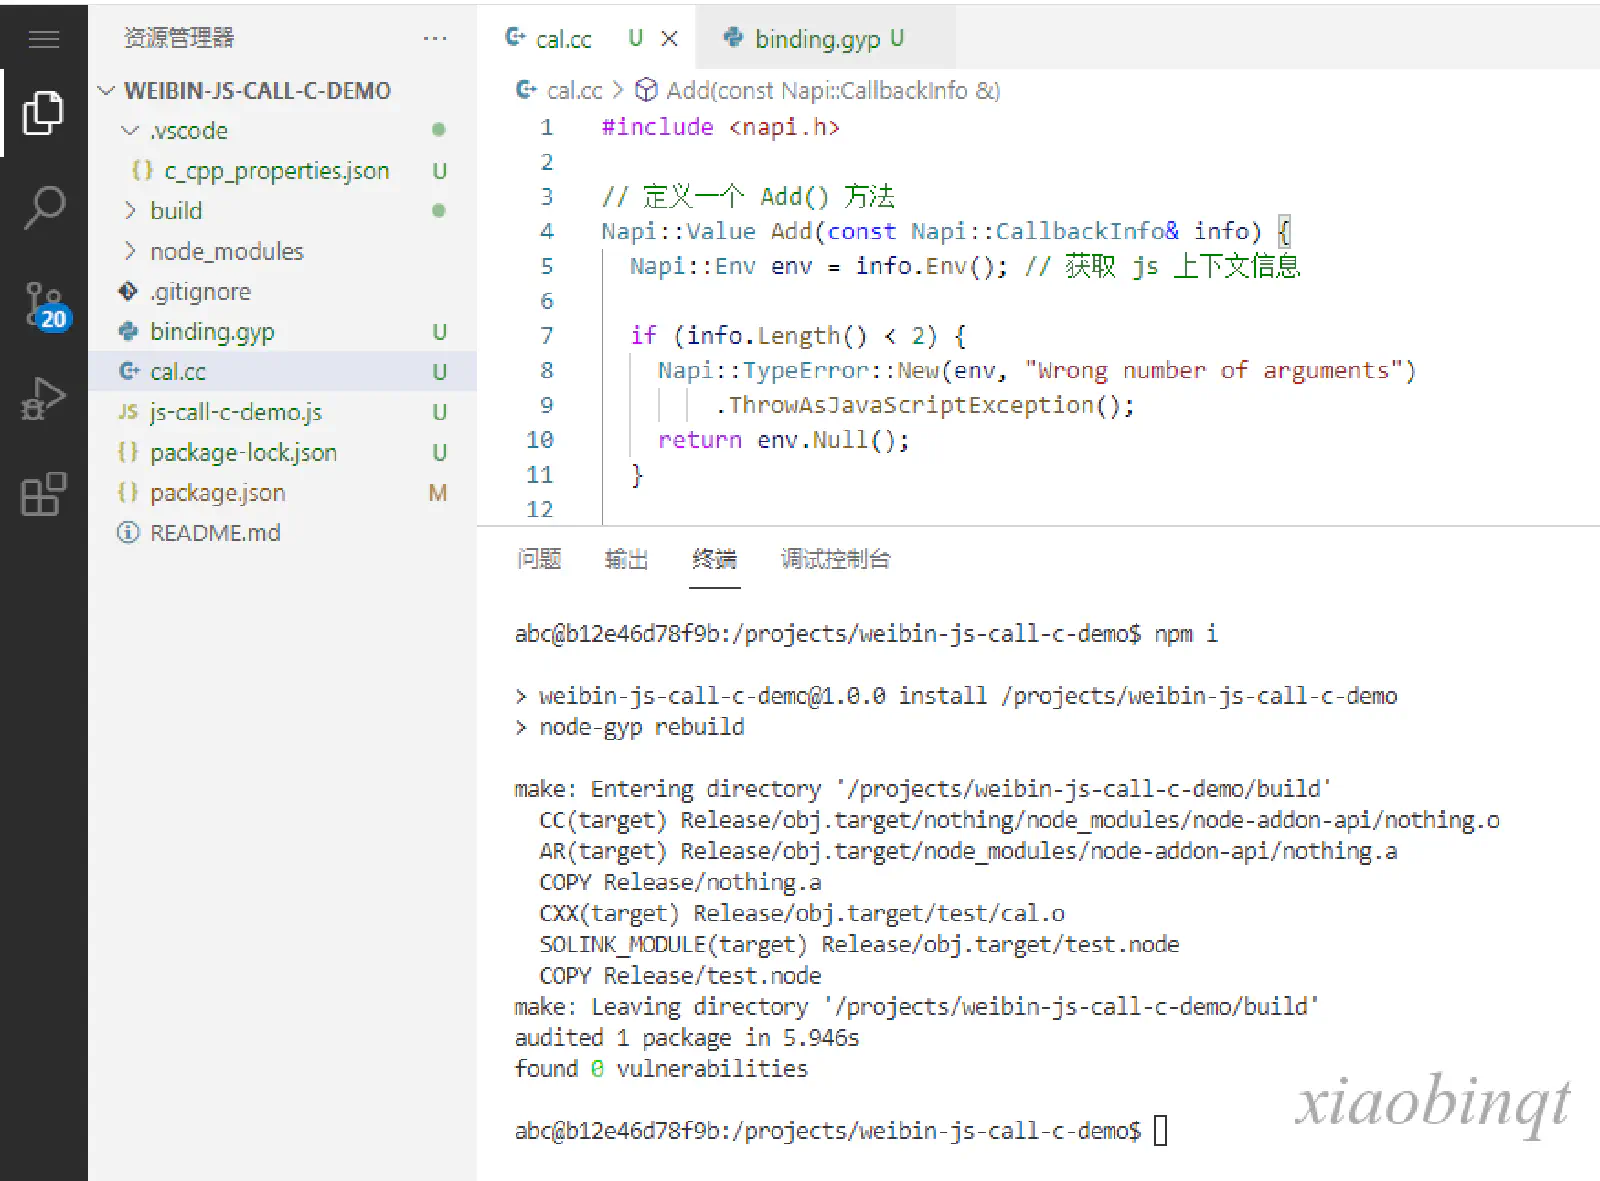 资源管理器 ···
WEIBIN-JS-CALL-C-DEMO
.vscode
{} c_cpp_properties.json U
build
node_modules
.gitignore
binding.gyp U
cal.cc U
JS js-call-c-demo.js U
{} package-lock.json U
{} package.json M
README.md
20
cal.cc U
binding.gyp U
cal.cc > Add(const Napi::CallbackInfo &)
1 #include <napi.h>
2
3 // 定义一个 Add() 方法
4 Napi::Value Add(const Napi::CallbackInfo& info) {
5 Napi::Env env = info.Env(); // 获取 js 上下文信息
6
7 if (info.Length() < 2) {
8 Napi::TypeError::New(env, "Wrong number of arguments")
9 .ThrowAsJavaScriptException();
10 return env.Null();
11 }
12
问题 输出 终端 调试控制台
abc@b12e46d78f9b:/projects/weibin-js-call-c-demo$ npm i
> weibin-js-call-c-demo@1.0.0 install /projects/weibin-js-call-c-demo
> node-gyp rebuild
make: Entering directory '/projects/weibin-js-call-c-demo/build'
CC(target) Release/obj.target/nothing/node_modules/node-addon-api/nothing.o
AR(target) Release/obj.target/node_modules/node-addon-api/nothing.a
COPY Release/nothing.a
CXX(target) Release/obj.target/test/cal.o
SOLINK_MODULE(target) Release/obj.target/test.node
COPY Release/test.node
make: Leaving directory '/projects/weibin-js-call-c-demo/build'
audited 1 package in 5.946s
found 0 vulnerabilities
abc@b12e46d78f9b:/projects/weibin-js-call-c-demo$
xiaobinqt